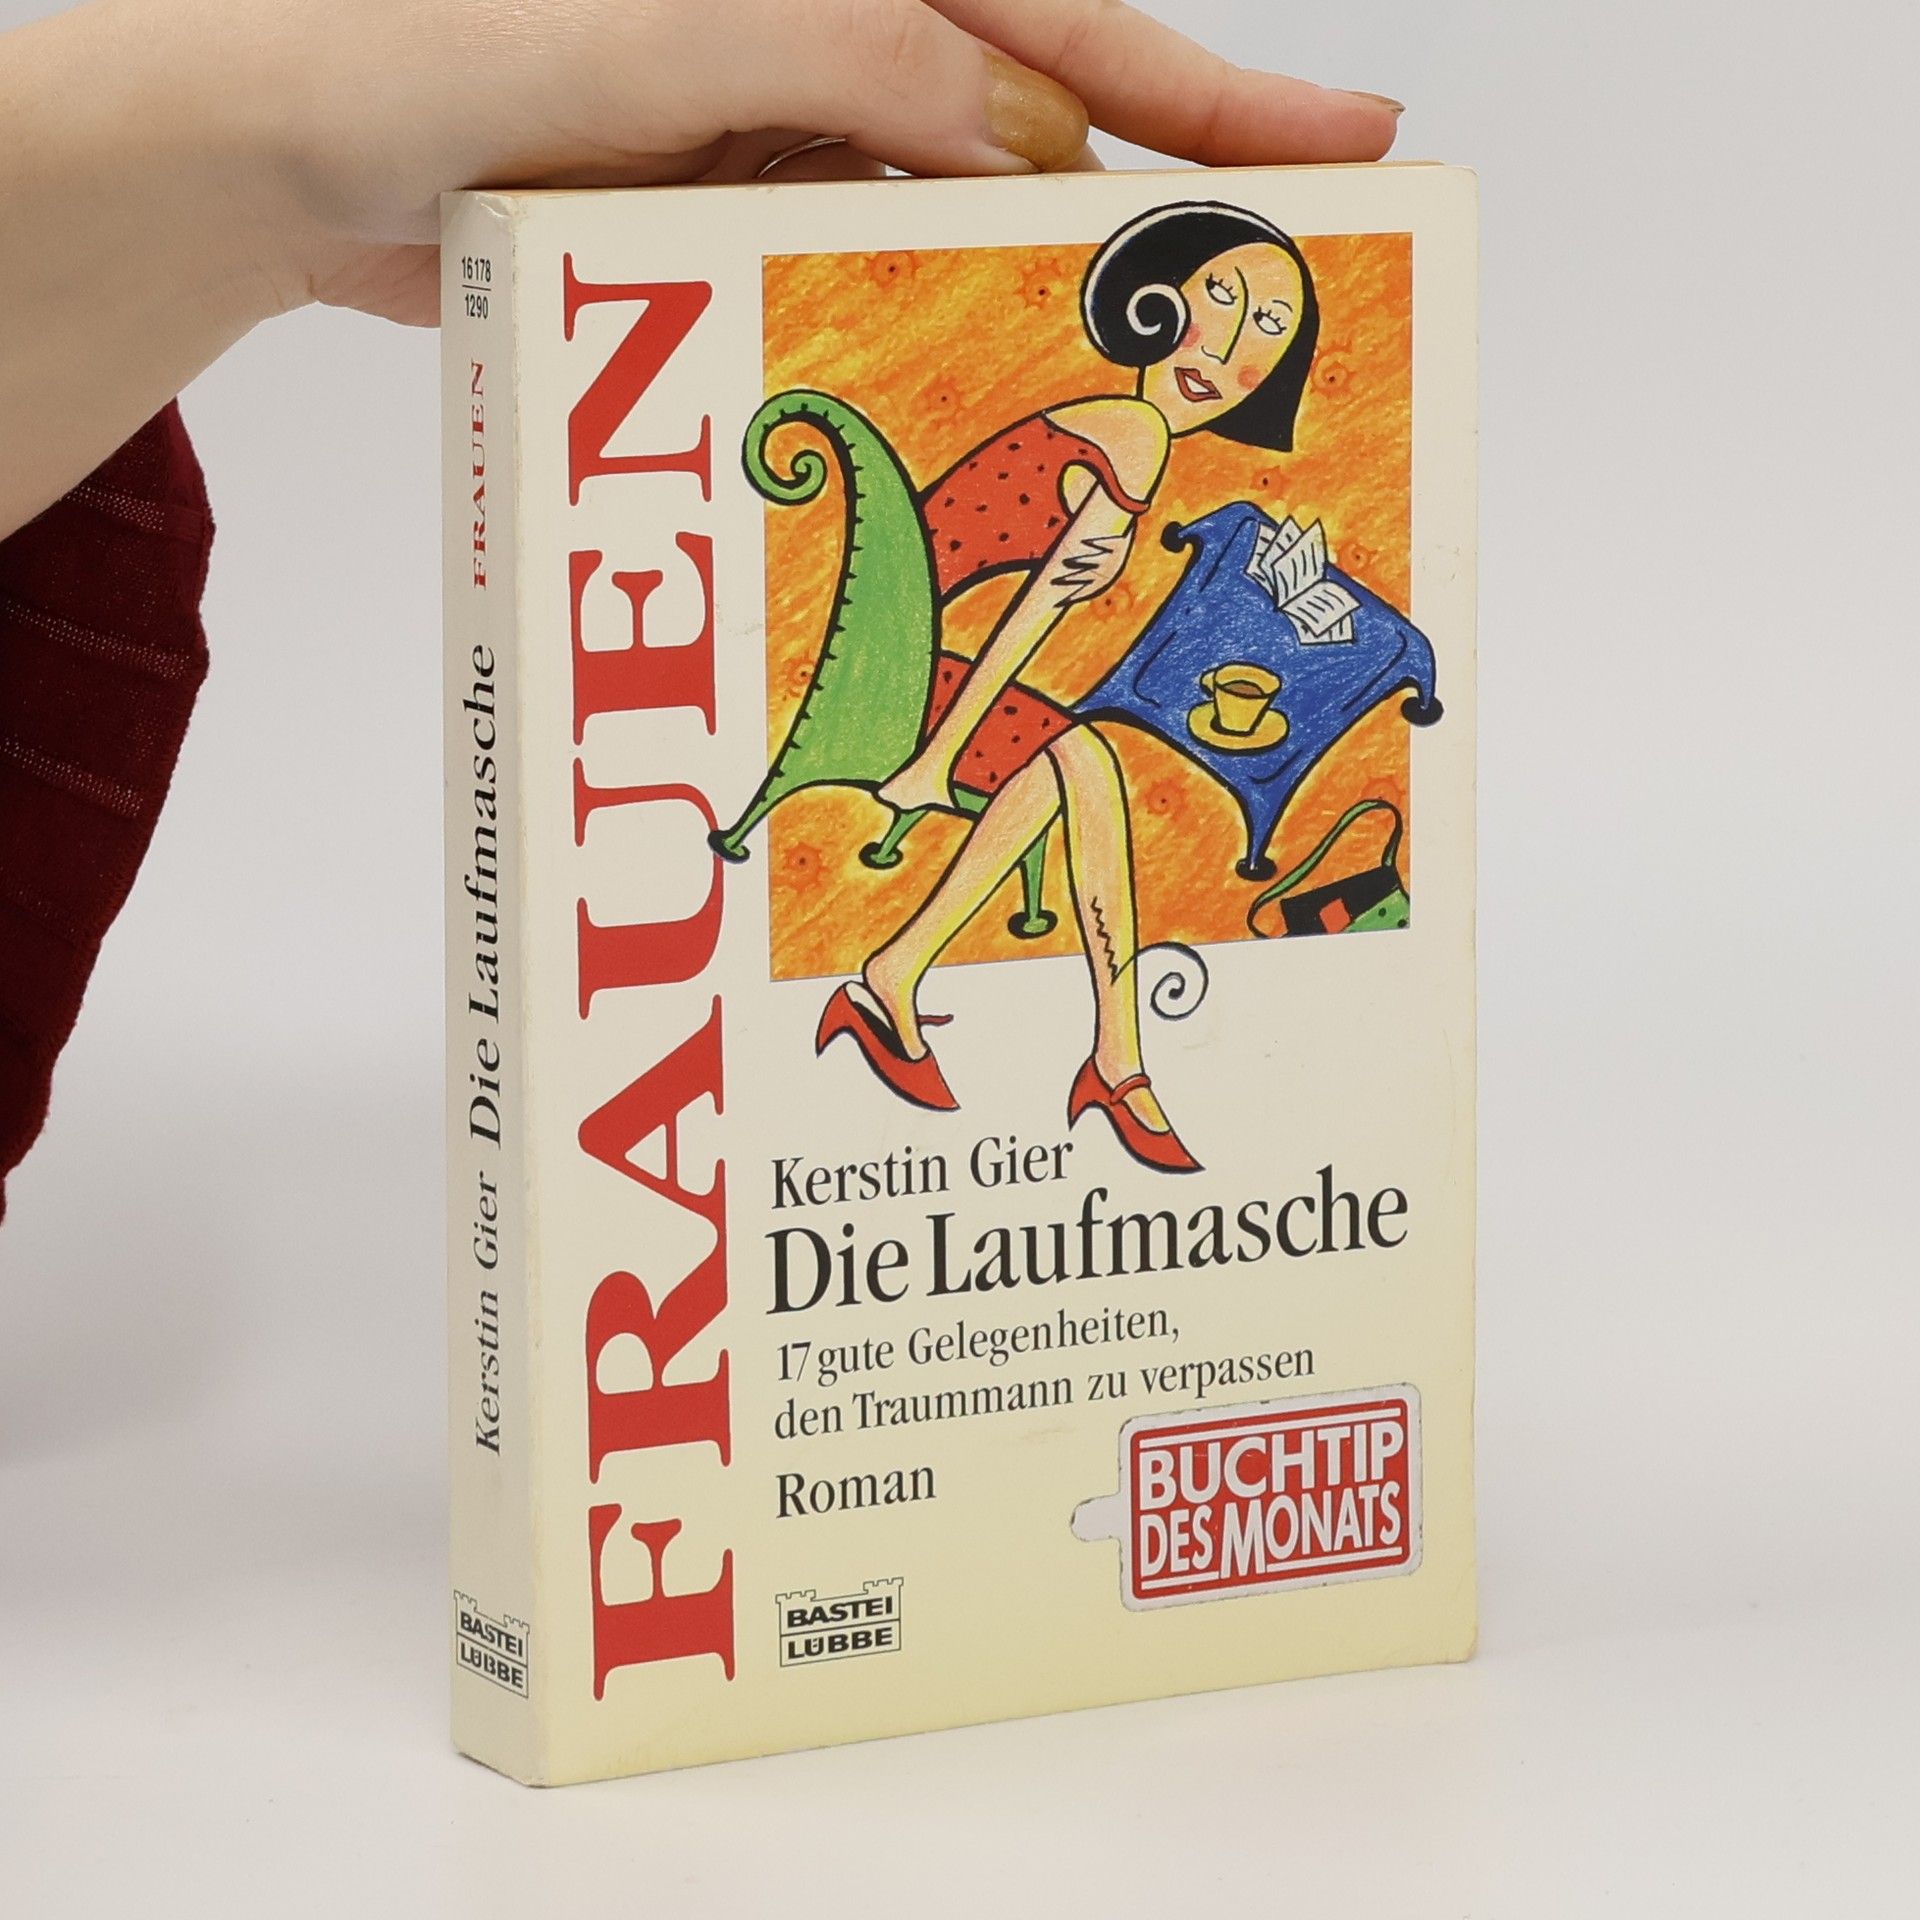 16178
1290
Kerstin Gier Die Laufmasche FRAUEN
BASTEI
LÜBBE
FRAUEN
Kerstin Gier
Die Laufmasche
17 gute Gelegenheiten,
den Traummann zu verpassen
Roman
BUCHTIP
DES MONATS
BASTEI
LÜBBE